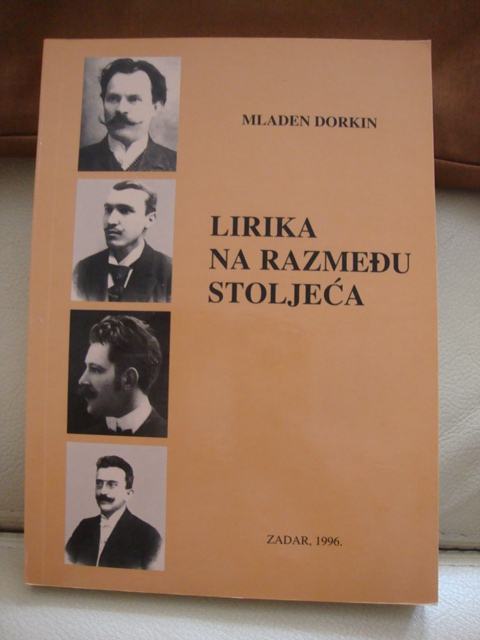 MLADEN DORKIN
LIRIKA
NA RAZMEĐU
STOLJEĆA
ZADAR, 1996.